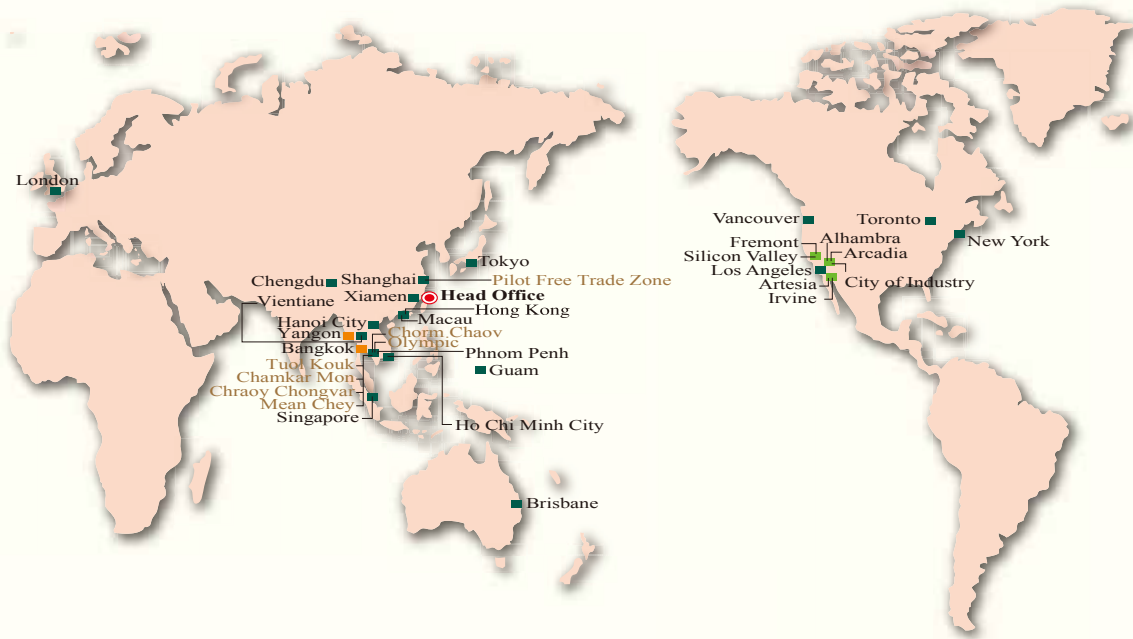 London
Tokyo
Chengdu
Shanghai
Pilot Free Trade Zone
Vientiane
Xiamen
Head Office
Hong Kong
Macau
Hanoi City
Yangon
Chorm Chaov
Olympic
Bangkok
Phnom Penh
Tuol Kouk
Guam
Chamkar Mon
Chraoy Chongvar
Mean Chey
Singapore
Ho Chi Minh City
Brisbane
Vancouver
Toronto
New York
Fremont
Alhambra
Silicon Valley
Arcadia
Los Angeles
City of Industry
Artesia
Irvine